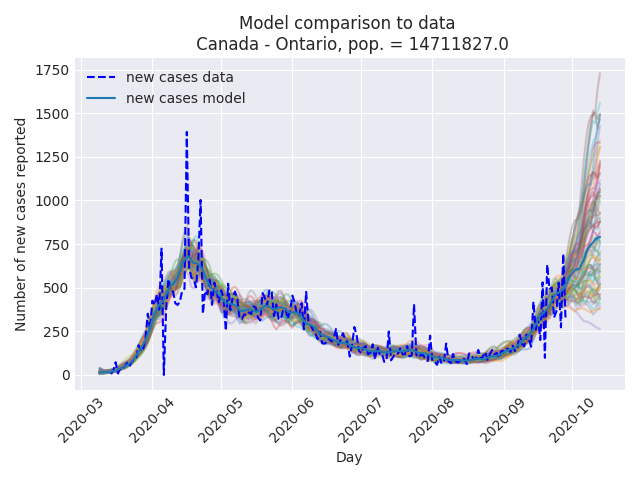 Model comparison to data
Canada - Ontario, pop. = 14711827.0
new cases data
new cases model
Number of new cases reported
1750
1500
1250
1000
750
500
250
0
2020-03
2020-04
2020-05
2020-06
2020-07
2020-08
2020-09
2020-10
Day